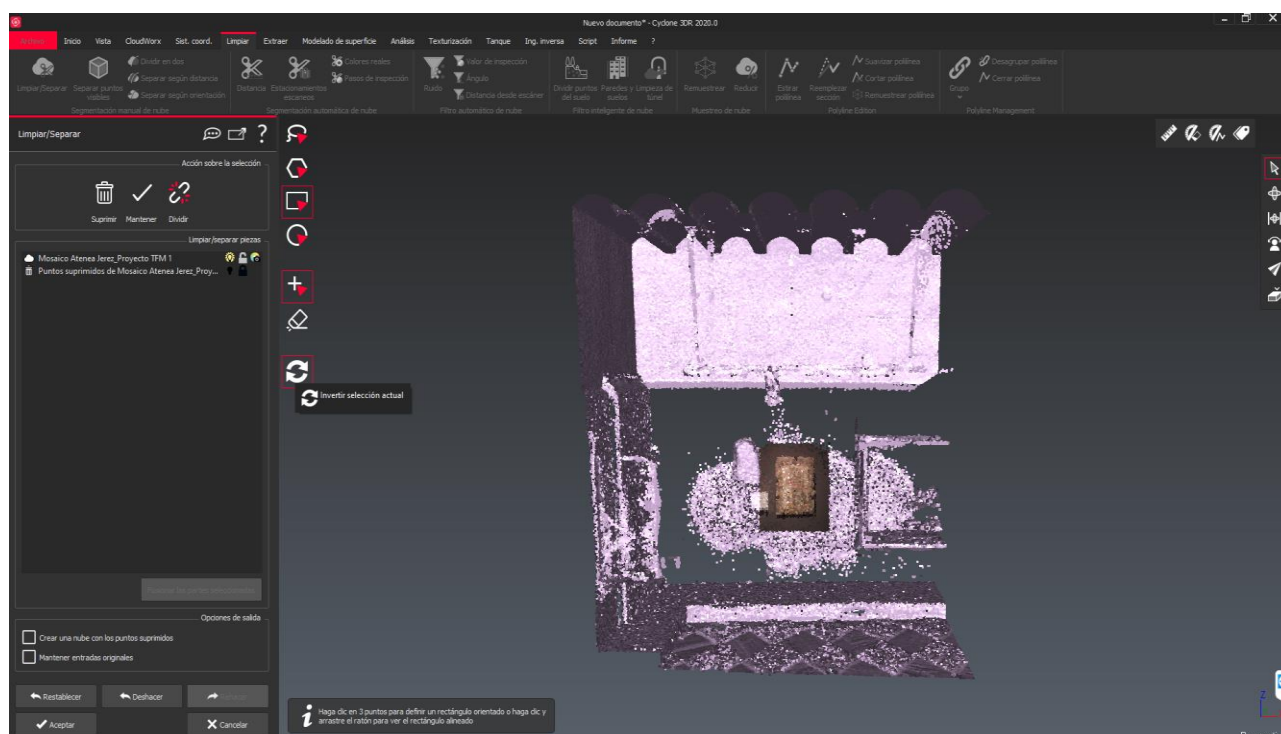 Nuevo documento* - Cyclone 3DR 2020.0
Archivo Inicio Vista CloudWorx Sist. coord. Limpiar Extraer Modelado de superficie Análisis Texturización Tanque Ing. inversa Script Informe ?
Dividir en dos
Separar según distancia
Separar según orientación
Limpiar/Separar
Separar puntos
viables
Segmentación manual de nube
Distancia
Estacionamientos
escaneos
Colores reales
Pasos de inspección
Segmentación automática de nube
Ruido
Valor de inspección
Ángulo
Distancia desde escáner
Filtro automático de nube
Dividir puntos
del suelo
Paredes y
suelos
Limpieza de
túnel
Filtro inteligente de nube
Remuestrear
Reducir
Muestreo de nube
Estirar
polilínea
Reemplazar
sección
Suavizar polilínea
Cortar polilínea
Remuestrear polilínea
Polyline Edition
Grupo
Desagrupar polilínea
Cerrar polilínea
Polyline Management
Limpiar/Separar
?
Acción sobre la selección
Suprimir Mantener Dividir
Limpiar/separar piezas
Mosaico Atenea Jerez_Proyecto TFM 1
Puntos suprimidos de Mosaico Atenea Jerez_Proy...
Opciones de salida
Crear una nube con los puntos suprimidos
Mantener entradas originales
Restablecer Deshacer
Aceptar Cancelar
Invertir selección actual
Haga clic en 3 puntos para definir un rectángulo orientado o haga clic y
arrastre el ratón para ver el rectángulo alineado
Z